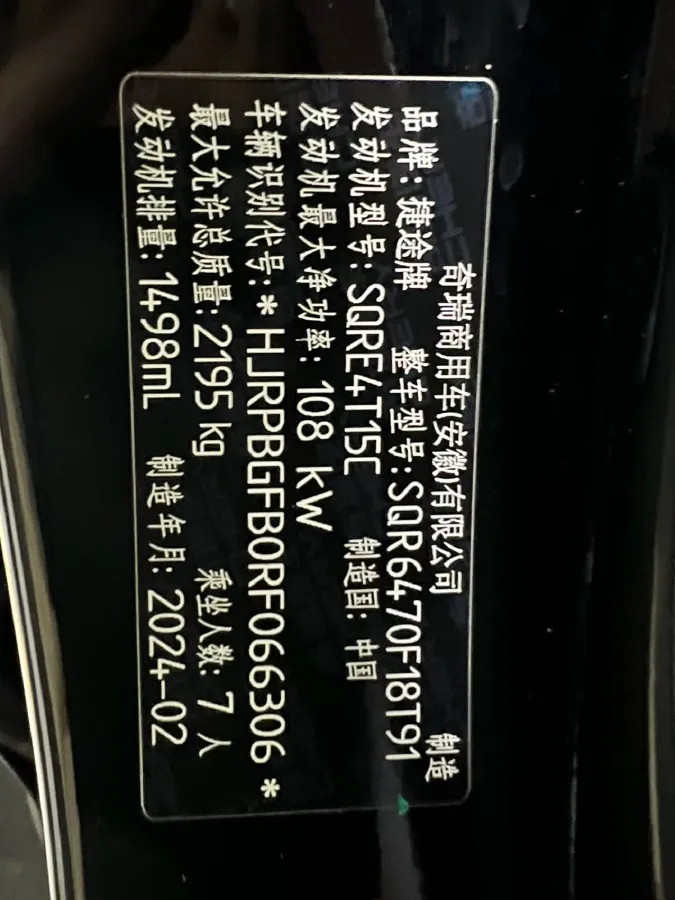 奇瑞商用车(安徽)有限公司 制造
品牌: 捷途牌 整车型号: SQR6470F18T91
发动机型号: SQRE4T15C 制造国: 中国
发动机最大净功率: 108 kW
车辆识别代号: *HJRPBGFB0RF066306*
最大允许总质量: 2195 kg 乘坐人数: 7 人
发动机排量: 1498mL 制造年月: 2024-02